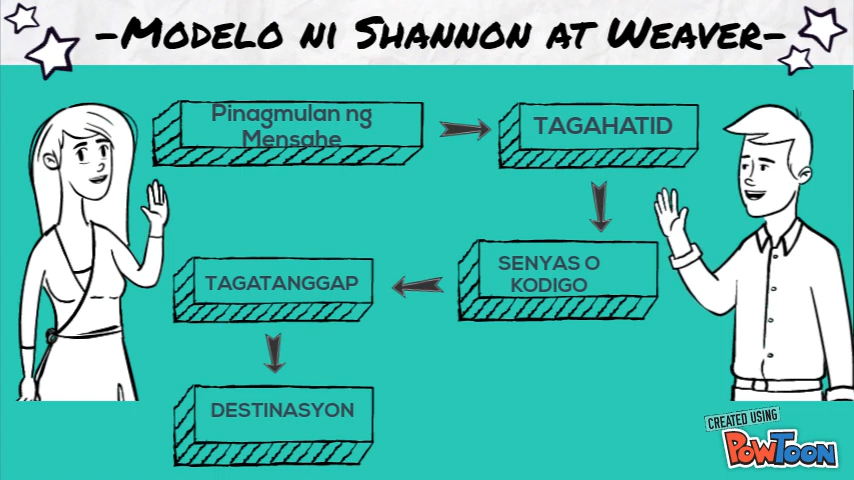 -Modelo ni Shannon at Weaver-
Pinagmulan ng
Mensahe
TAGAHATID
SENYAS O
KODIGO
TAGATANGGAP
DESTINASYON
CREATED USING
POWTOON